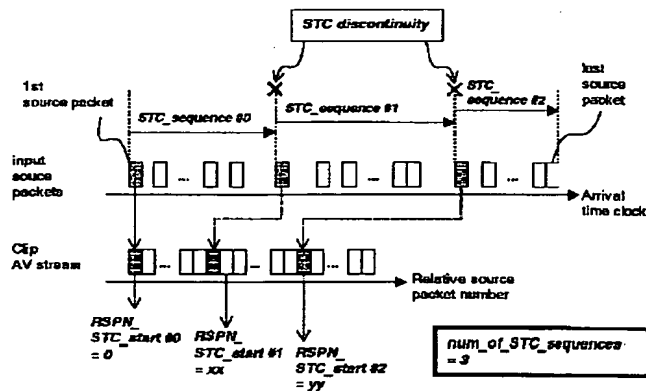 STC discontinuity
1st
source packet
STC_sequence #0
STC_sequence #1
STC_
sequence #2
last
source
packet
input
souce
packets
...
...
...
Arrival
time clock
Clip
AV stream
...
...
...
Relative source
packet number
RSPN_
STC_start #0
= 0
RSPN_
STC_start #1
= xx
RSPN_
STC_start #2
= yy
num_of_STC_sequences
= 3